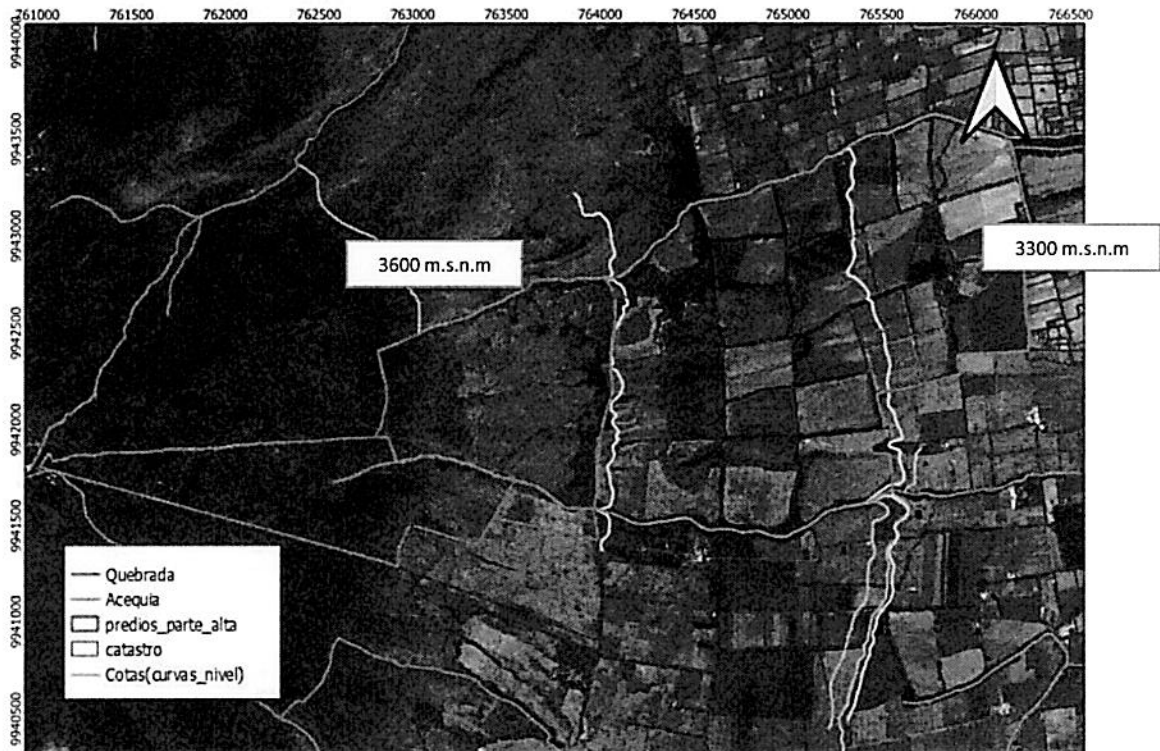 761000 761500 762000 762500 763000 763500 764000 764500 765000 765500 766000 766500
9944000
9943500
9943000
9942500
9942000
9941500
9941000
9940500
3600 m.s.n.m
3300 m.s.n.m
Quebrada
Acequia
predios_parte_alta
catastro
Cotas(curvas_nivel)